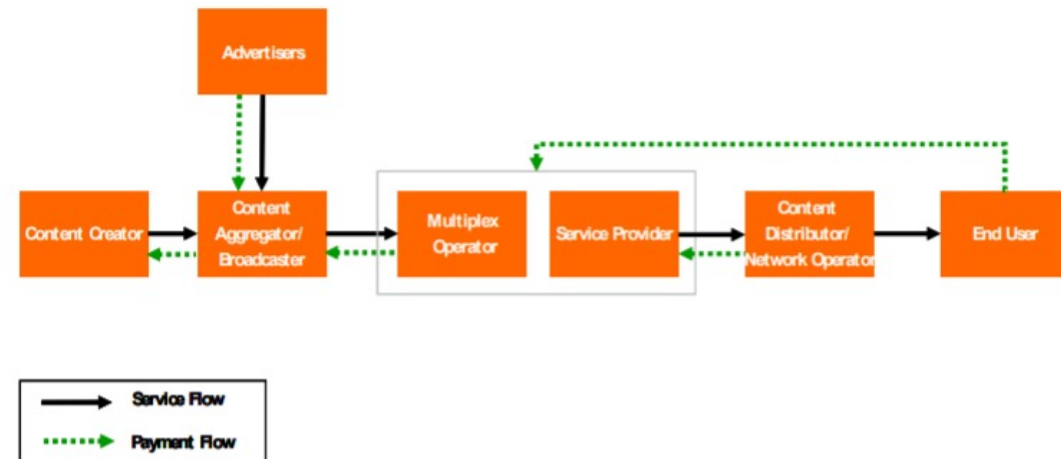 Advertisers
Content Creator
Content
Aggregator/
Broadcaster
Multiplex
Operator
Service Provider
Content
Distributor/
Network Operator
End User
Service Flow
Payment Flow